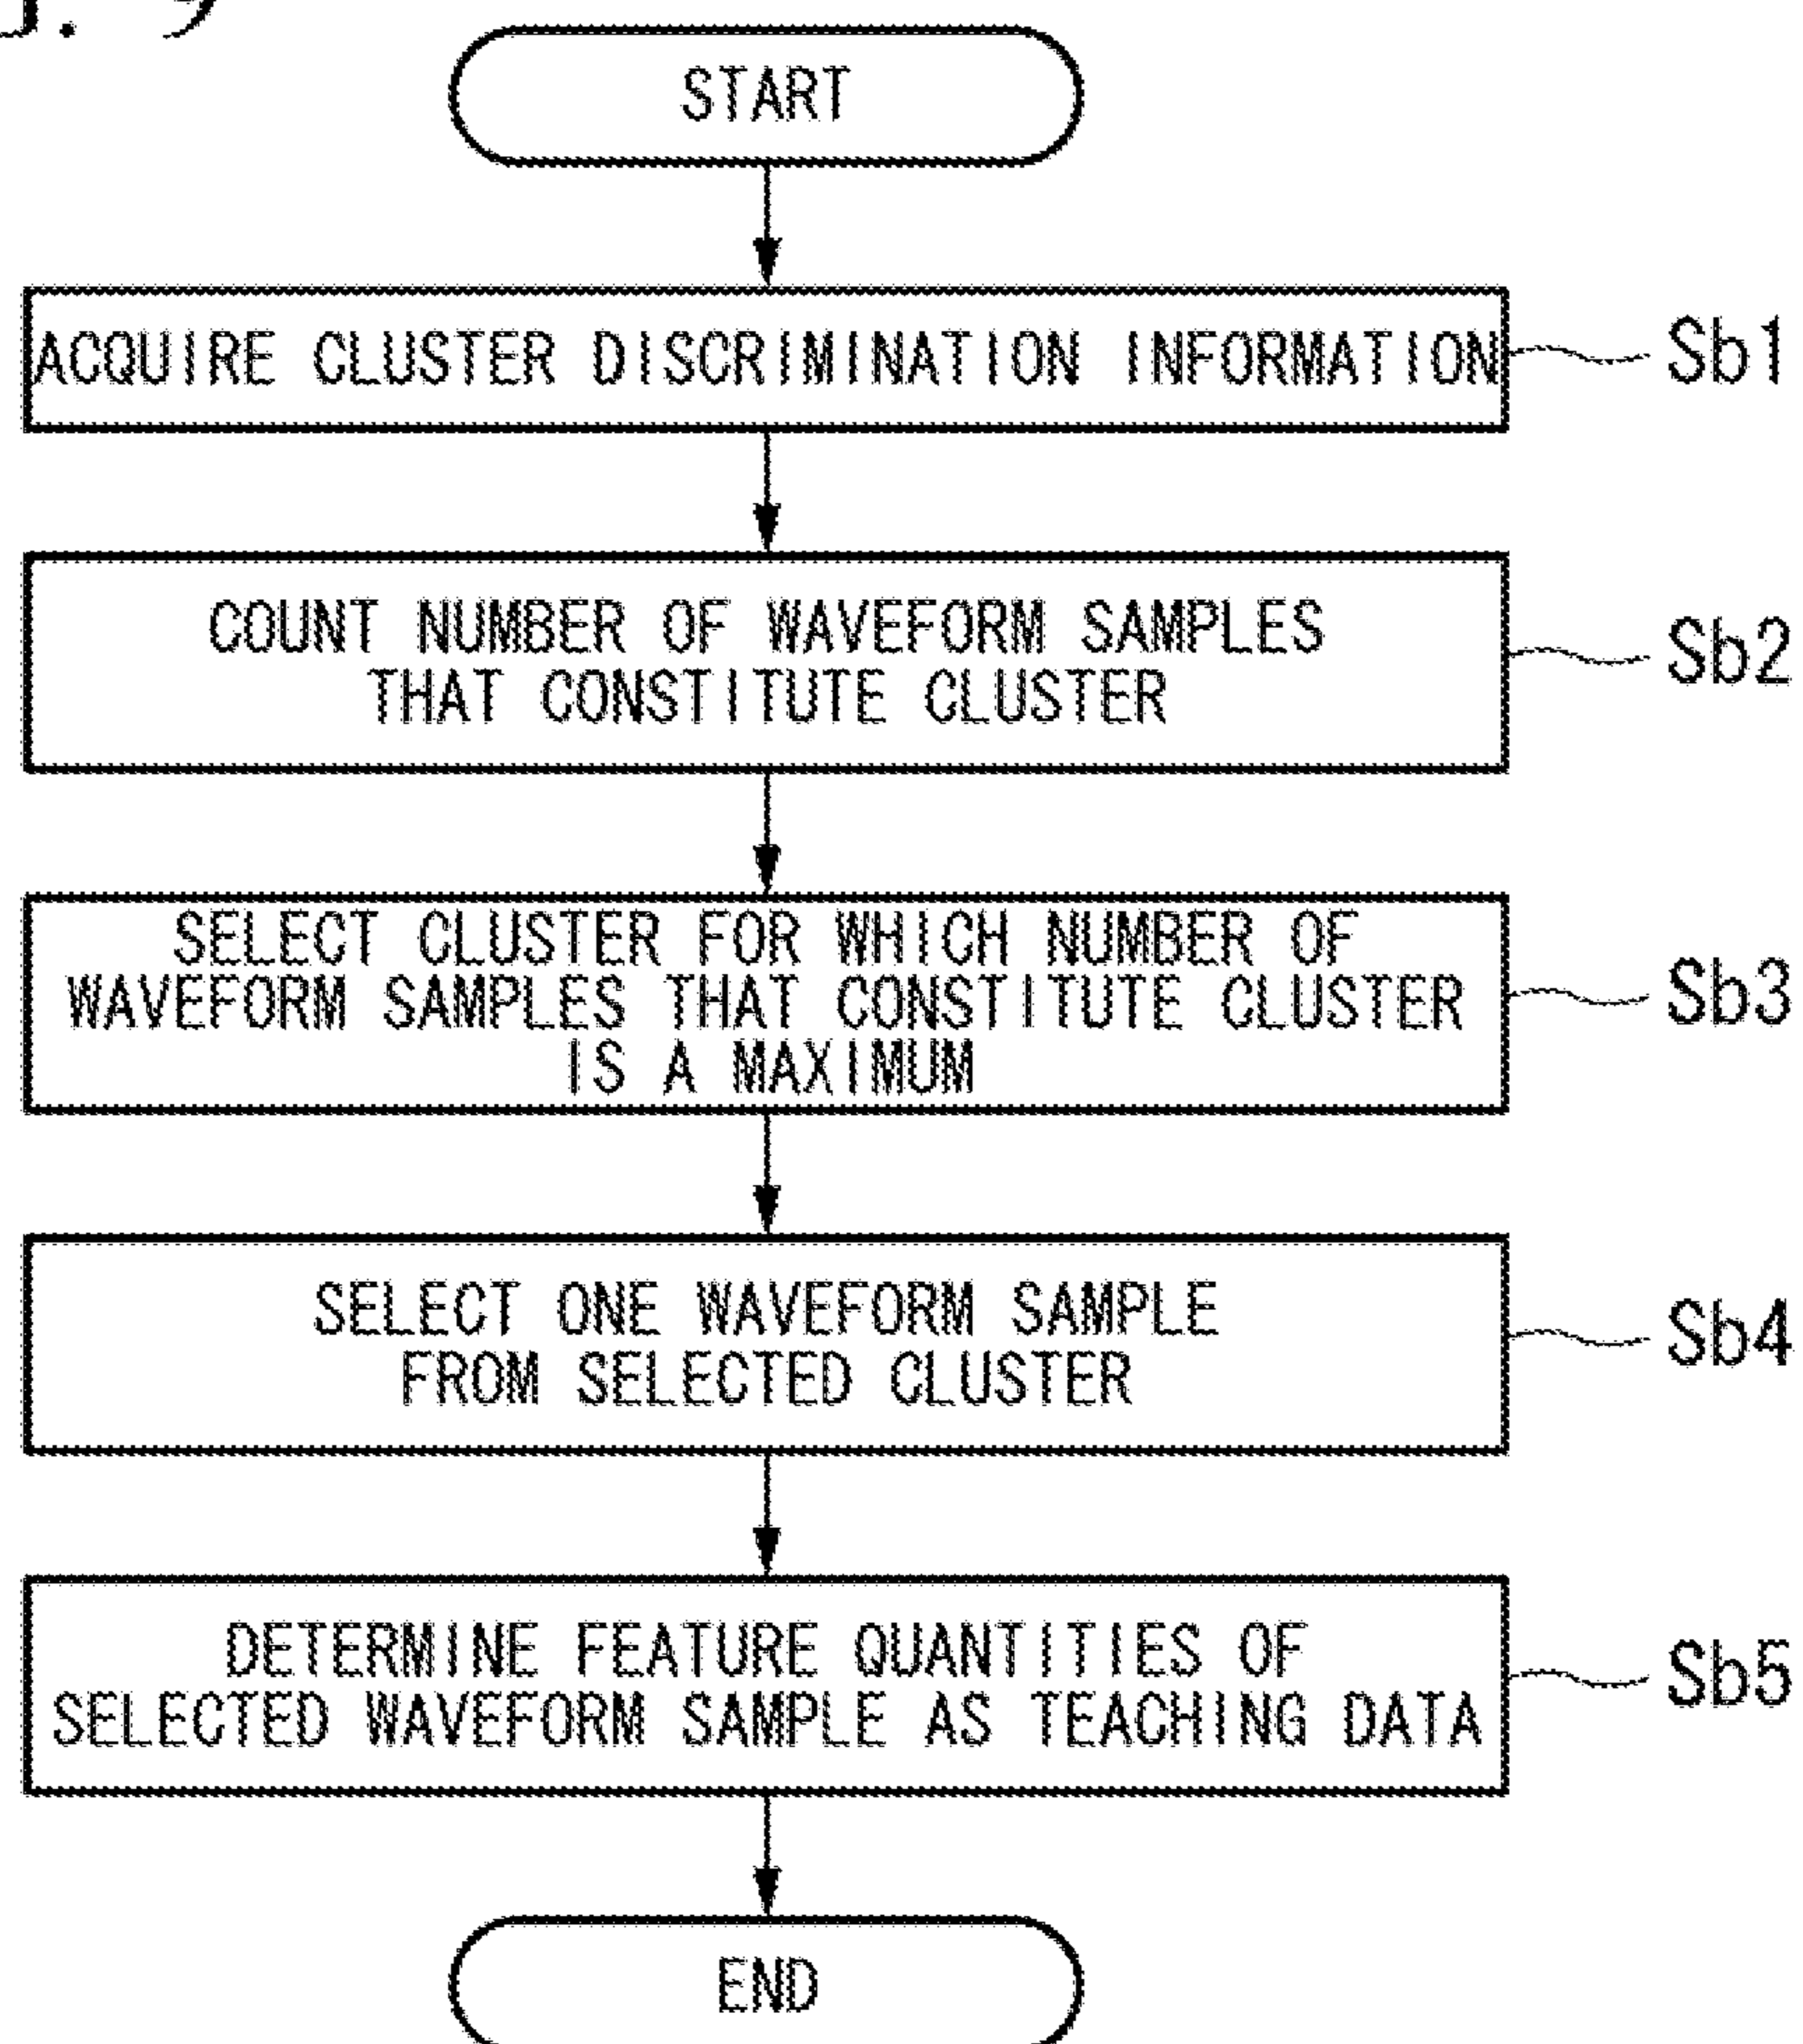 START
ACQUIRE CLUSTER DISCRIMINATION INFORMATION
Sb1
COUNT NUMBER OF WAVEFORM SAMPLES
THAT CONSTITUTE CLUSTER
Sb2
SELECT CLUSTER FOR WHICH NUMBER OF
WAVEFORM SAMPLES THAT CONSTITUTE CLUSTER
IS A MAXIMUM
Sb3
SELECT ONE WAVEFORM SAMPLE
FROM SELECTED CLUSTER
Sb4
DETERMINE FEATURE QUANTITIES OF
SELECTED WAVEFORM SAMPLE AS TEACHING DATA
Sb5
END